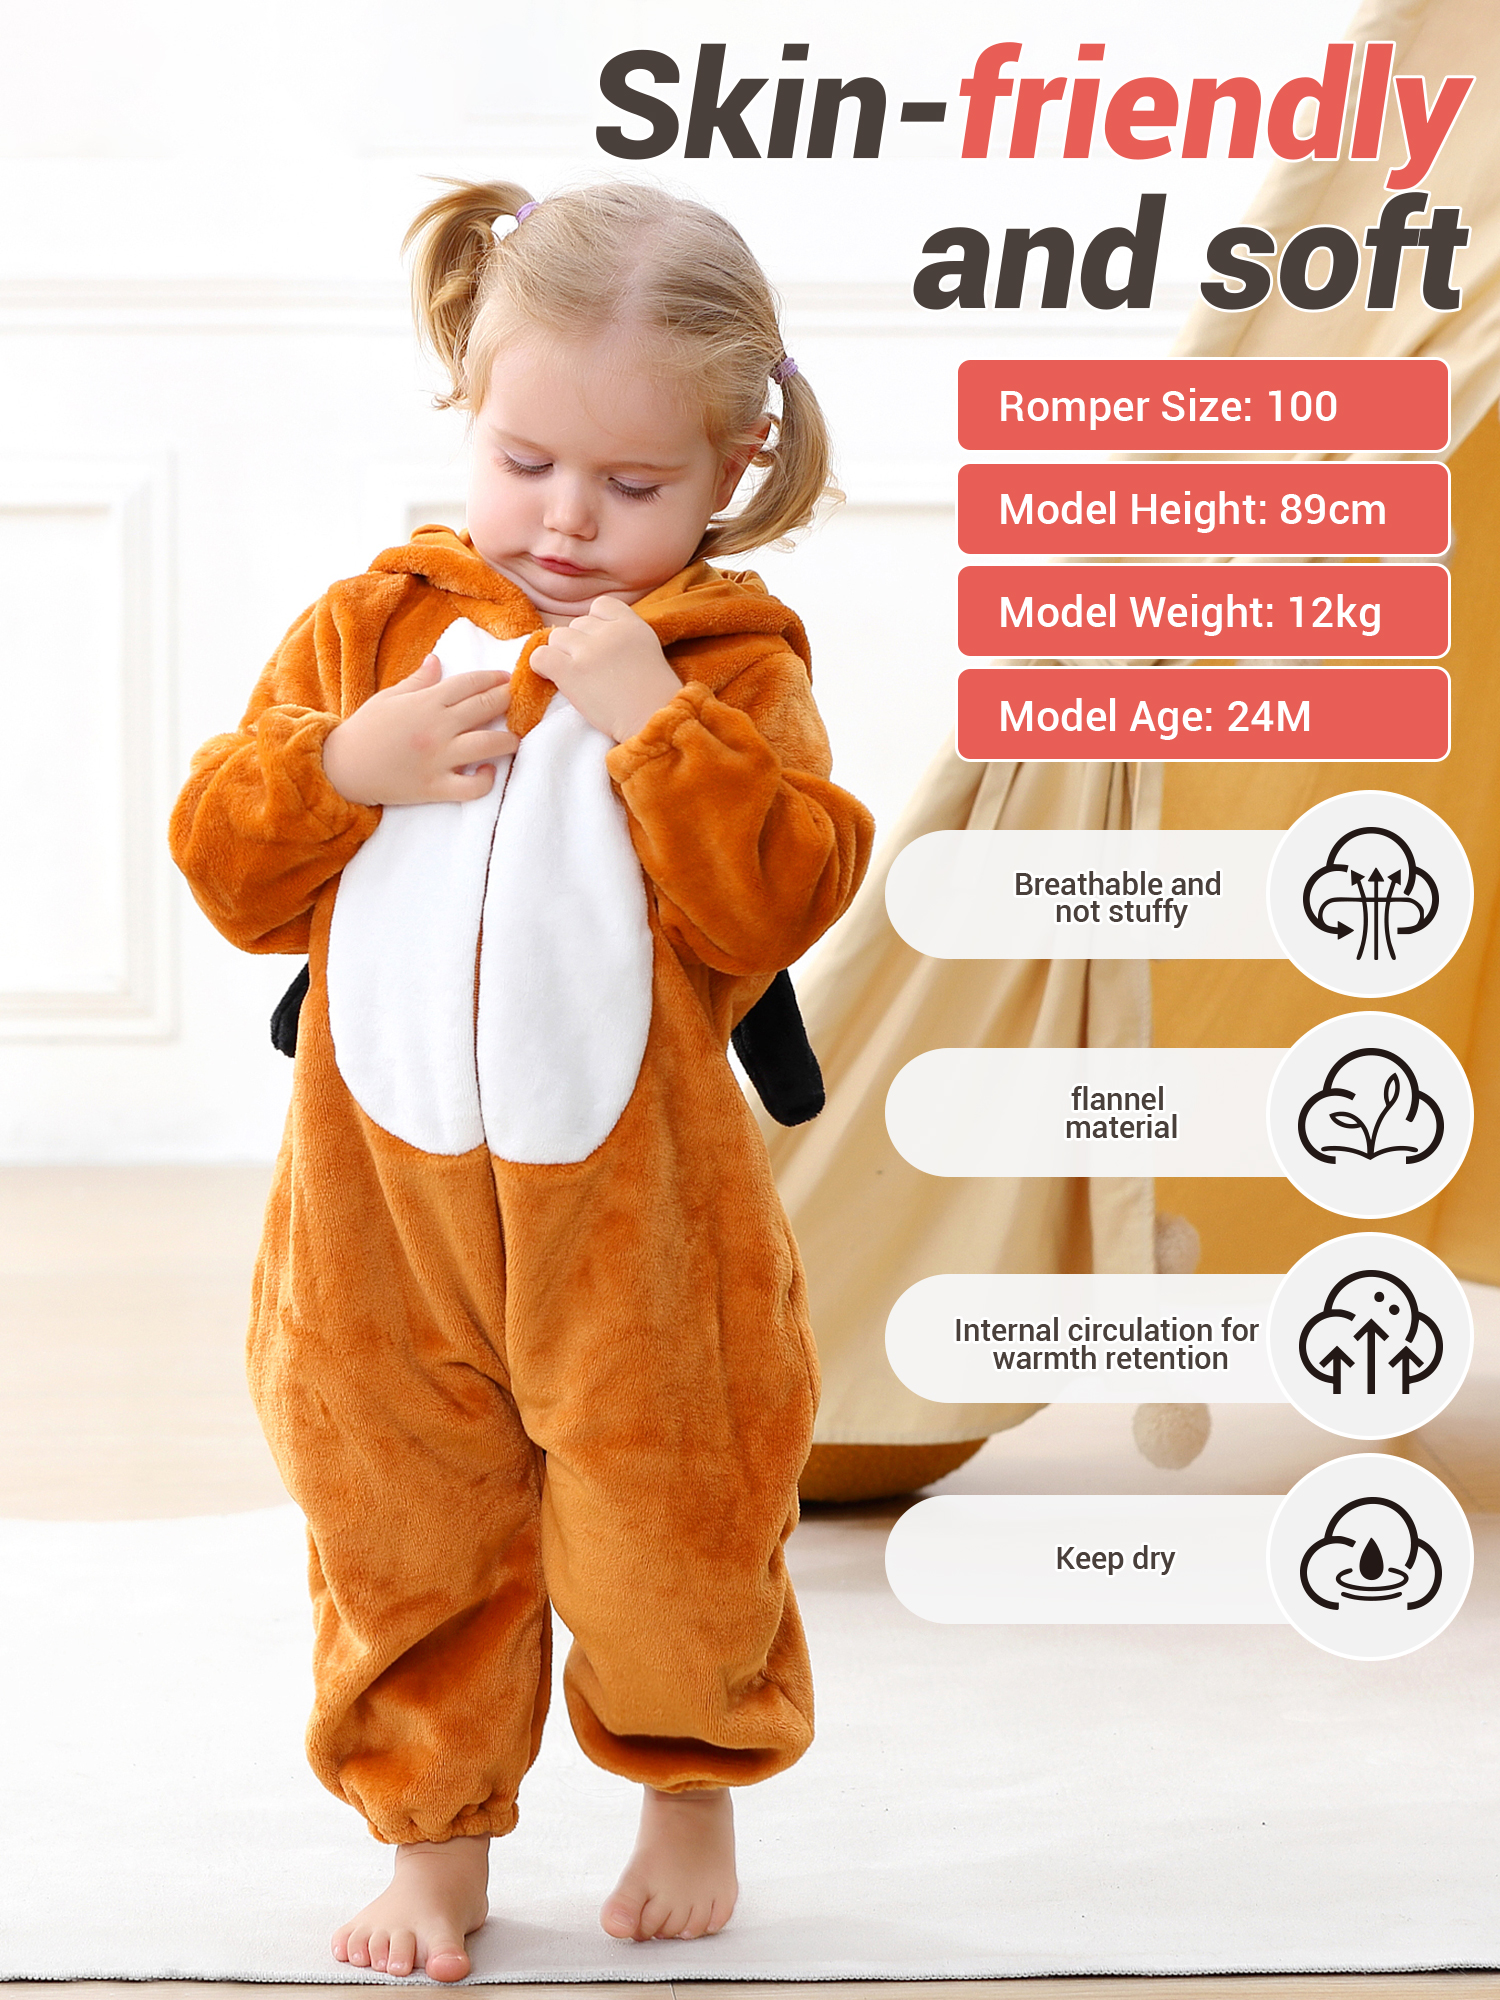 Skin-friendly
and soft
Romper Size: 100
Model Height: 89cm
Model Weight: 12kg
Model Age: 24M
Breathable and
not stuffy
flannel
material
Internal circulation for
warmth retention
Keep dry